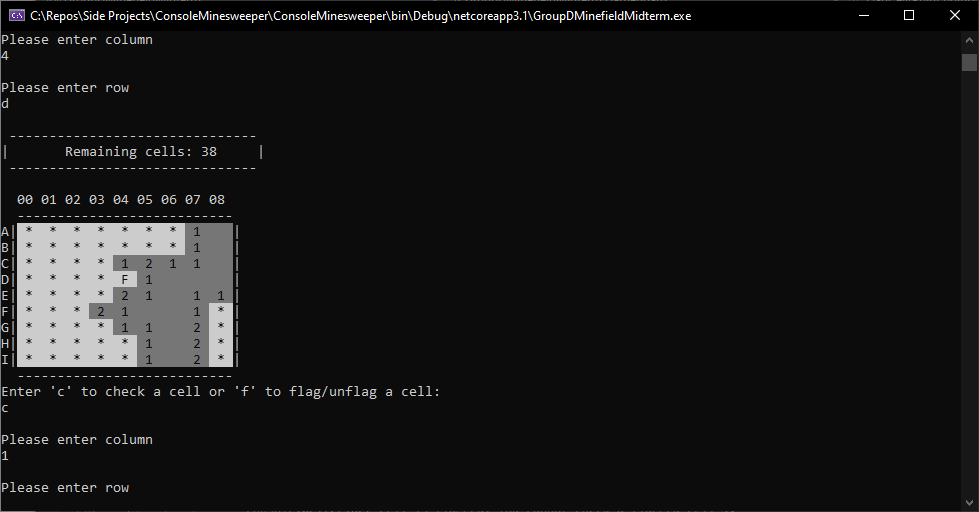 C:\Repos\Side Projects\ConsoleMinesweeper\ConsoleMinesweeper\bin\Debug\netcoreapp3.1\GroupDMinefieldMidterm.exe
Please enter column
4
Please enter row
d
-------------------------------
|       Remaining cells: 38     |
-------------------------------
  00 01 02 03 04 05 06 07 08
  ---------------------------
A| *  *  *  *  *  *  *  1    |
B| *  *  *  *  *  *  *  1    |
C| *  *  *  *  1  2  1  1    |
D| *  *  *  *  F  1          |
E| *  *  *  *  2  1     1  1 |
F| *  *  *  2  1        1  * |
G| *  *  *  *  1  1     2  * |
H| *  *  *  *  *  1     2  * |
I| *  *  *  *  *  1     2  * |
  ---------------------------
Enter 'c' to check a cell or 'f' to flag/unflag a cell:
c
Please enter column
1
Please enter row